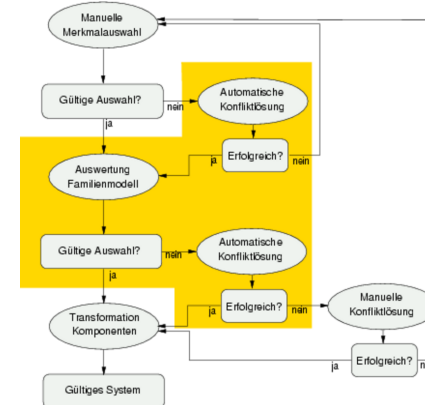 Manuelle
Merkmalauswahl
Gültige Auswahl?
nein
ja
Automatische
Konfliktlösung
Erfolgreich?
ja
nein
Auswertung
Familienmodell
Gültige Auswahl?
nein
ja
Automatische
Konfliktlösung
Erfolgreich?
ja
nein
Manuelle
Konfliktlösung
Transformation
Komponenten
Erfolgreich?
ja
Gültiges System